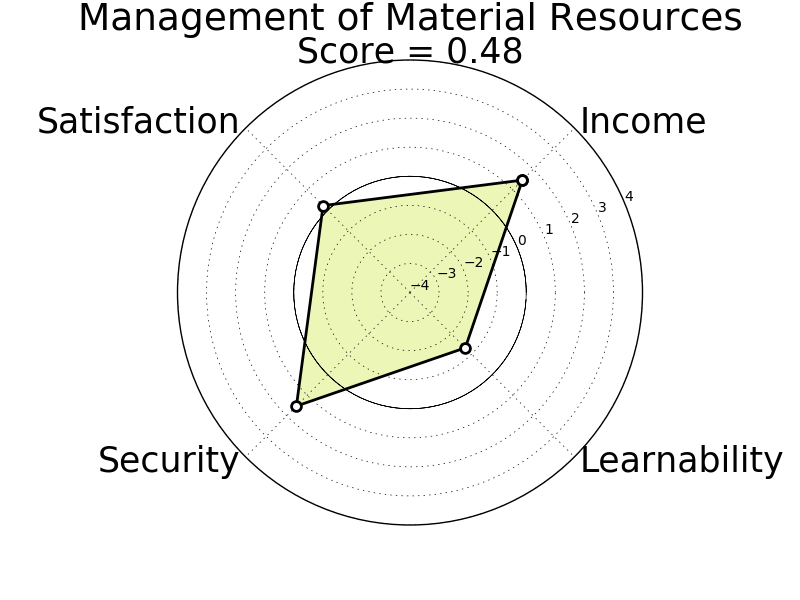 Management of Material Resources
Score = 0.48
Satisfaction
Income
4
3
2
1
0
−1
−2
−3
−4
Security
Learnability